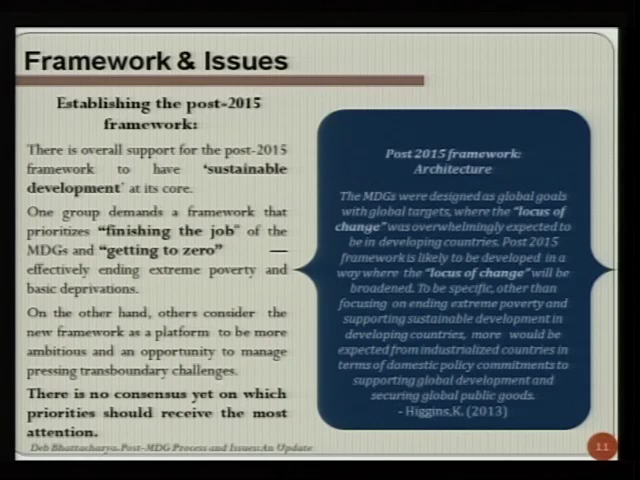 Framework & Issues
Establishing the post-2015
framework:
There is overall support for the post-2015
framework to have ‘sustainable
development’ at its core.
One group demands a framework that
prioritizes “finishing the job” of the
MDGs and “getting to zero” —
effectively ending extreme poverty and
basic deprivations.
On the other hand, others consider the
new framework as a platform to be more
ambitious and an opportunity to manage
pressing transboundary challenges.
There is no consensus yet on which
priorities should receive the most
attention.
Post 2015 framework:
Architecture
The MDGs were designed as global goals
with global targets, where the “locus of
change” was overwhelmingly expected to
be in developing countries. Post 2015
framework is likely to be developed in a
way where the “locus of change” will be
broadened. To be specific, other than
focusing on ending extreme poverty and
supporting sustainable development in
developing countries, more would be
expected from industrialized countries in
terms of domestic policy commitments to
supporting global development and
securing global public goods.
- Higgins,K. (2013)
Deb Bhattacharya.Post-MDG Process and Issues:An Update
11